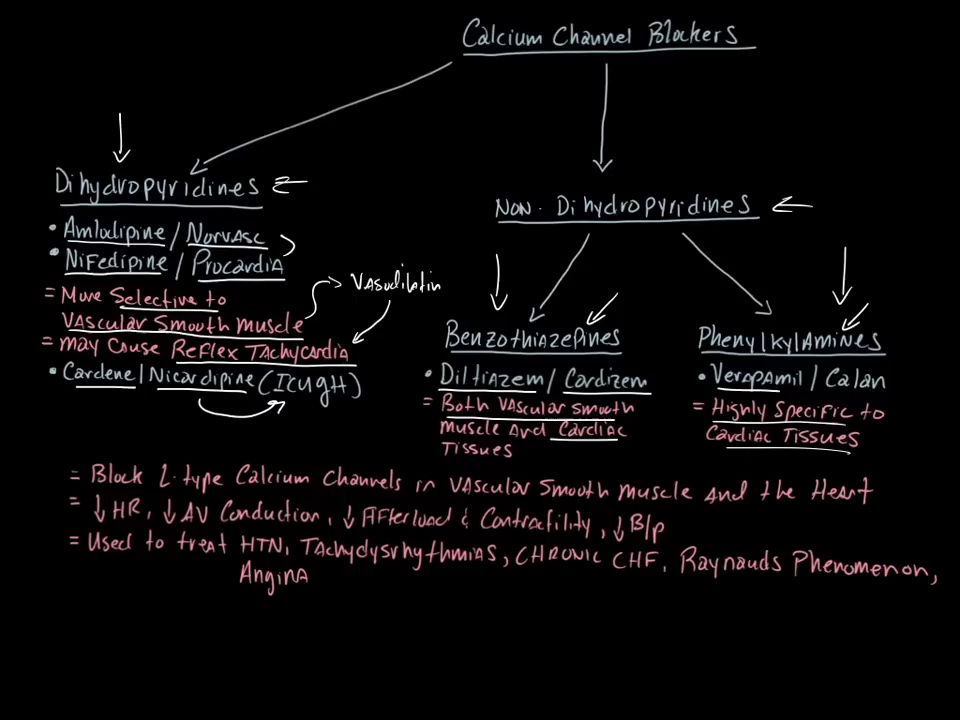 Calcium Channel Blockers
Dihydropyridines
• Amlodipine / Norvasc
• Nifedipine / Procardia
= More Selective to
Vascular Smooth Muscle
= may Cause Reflex Tachycardia
• Cardene / Nicardipine (ICUgH)
Vasodilatin
Non-Dihydropyridines
Benzothiazepines
• Diltiazem / Cardizem
= Both Vascular Smooth
muscle and Cardiac
Tissues
Phenylkylamines
• Verapamil / Calan
= Highly Specific to
Cardiac Tissues
= Block L-type Calcium Channels in Vascular Smooth Muscle and the Heart
= ↓ HR, ↓ AV Conduction, ↓ Afterload & Contractility, ↓ B/p
= Used to treat HTN, Tachydysrhythmias, Chronic CHF, Raynauds Phenomenon,
Angina